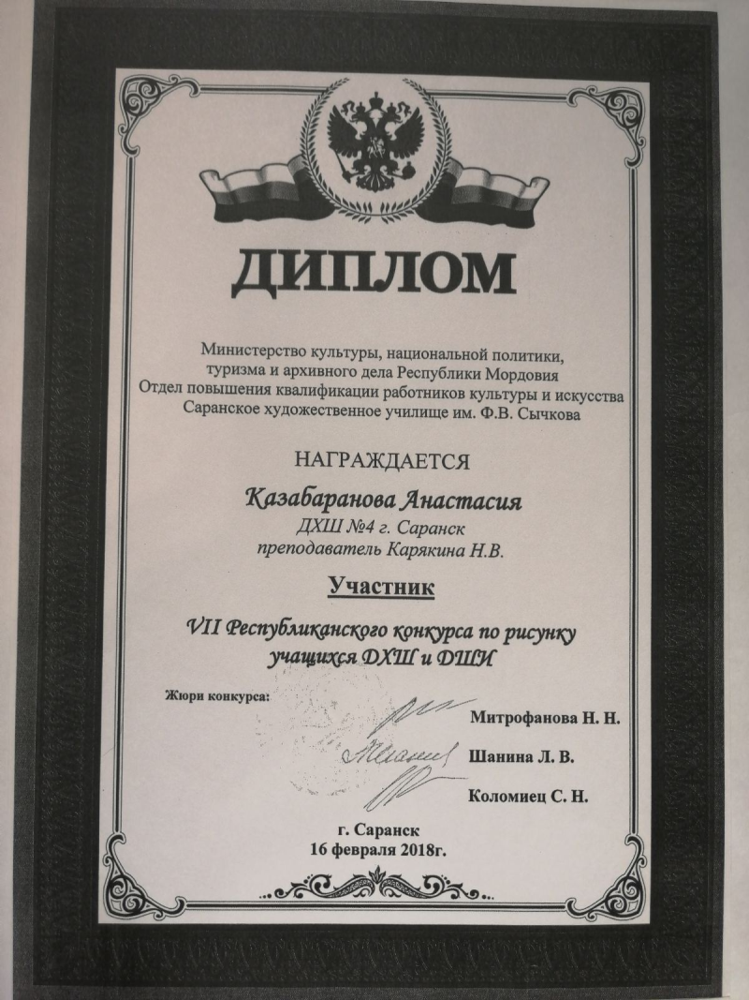 ДИПЛОМ
Министерство культуры, национальной политики,
туризма и архивного дела Республики Мордовия
Отдел повышения квалификации работников культуры и искусства
Саранское художественное училище им. Ф.В. Сычкова
НАГРАЖДАЕТСЯ
Казабаранова Анастасия
ДХШ №4 г. Саранск
преподаватель Карякина Н.В.
Участник
VII Республиканского конкурса по рисунку
учащихся ДХШ и ДШИ
Жюри конкурса:
Митрофанова Н. Н.
Шанина Л. В.
Коломиец С. Н.
г. Саранск
16 февраля 2018г.